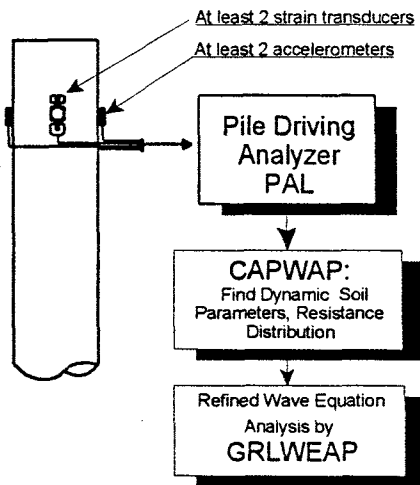 At least 2 strain transducers
At least 2 accelerometers
Pile Driving
Analyzer
PAL
CAPWAP:
Find Dynamic Soil
Parameters, Resistance
Distribution
Refined Wave Equation
Analysis by
GRLWEAP